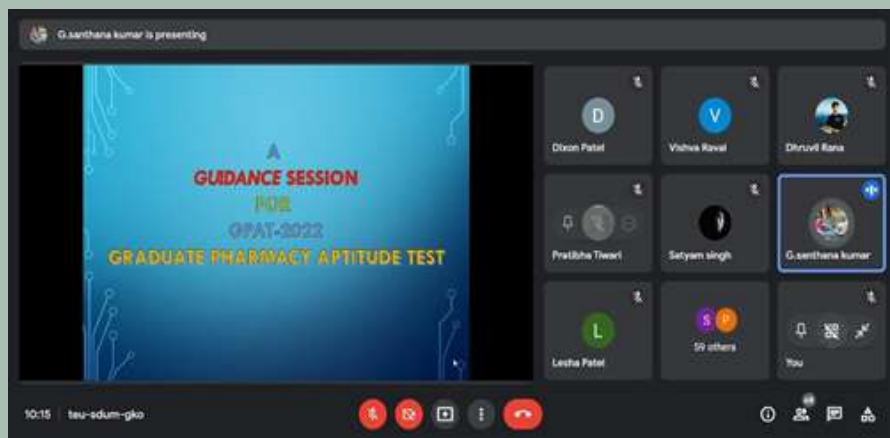 G.santhana kumar is presenting
A
GUIDANCE SESSION
FOR
GPAT-2022
GRADUATE PHARMACY APTITUDE TEST
D
Dixon Patel
V
Vishva Raval
Dhruvil Rana
Pratibha Tiwari
Satyam singh
G.santhana kumar
L
Lesha Patel
S P
59 others
You
10:15 | teu-sdum-gko
68